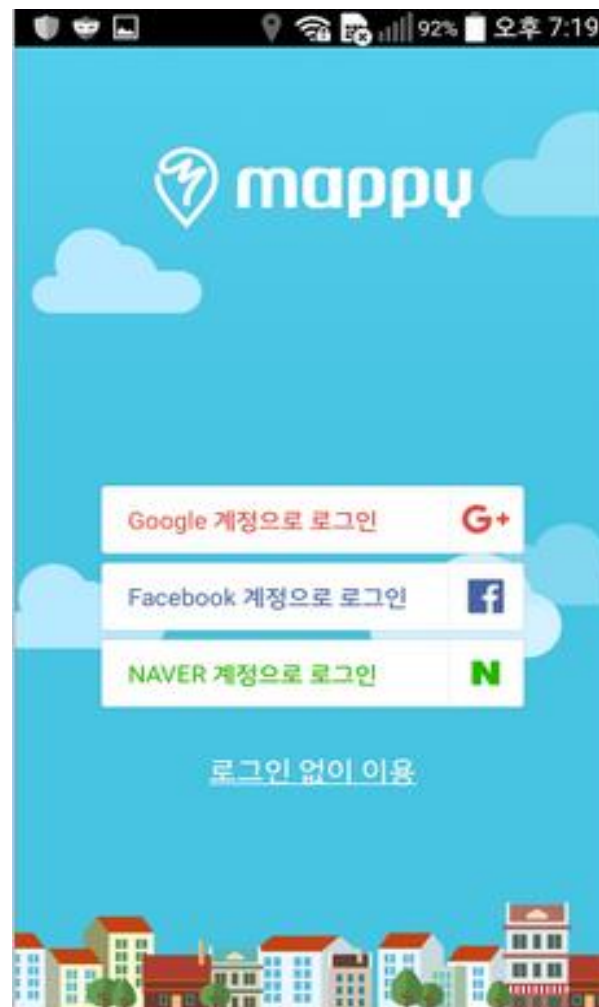 92% 오후 7:19
mappy
Google 계정으로 로그인 G+
Facebook 계정으로 로그인 f
NAVER 계정으로 로그인 N
로그인 없이 이용